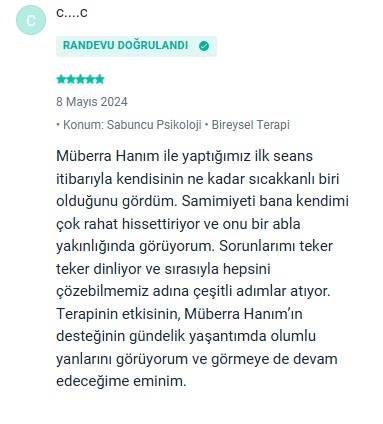 C
c....c
RANDEVU DOĞRULANDI
8 Mayıs 2024
• Konum: Sabuncu Psikoloji • Bireysel Terapi
Müberra Hanım ile yaptığımız ilk seans
itibarıyla kendisinin ne kadar sıcakkanlı biri
olduğunu gördüm. Samimiyeti bana kendimi
çok rahat hissettiriyor ve onu bir abla
yakınlığında görüyorum. Sorunlarımı teker
teker dinliyor ve sırasıyla hepsini
çözebilmemiz adına çeşitli adımlar atıyor.
Terapinin etkisinin, Müberra Hanım’ın
desteğinin gündelik yaşantımda olumlu
yanlarını görüyorum ve görmeye de devam
edeceğime eminim.